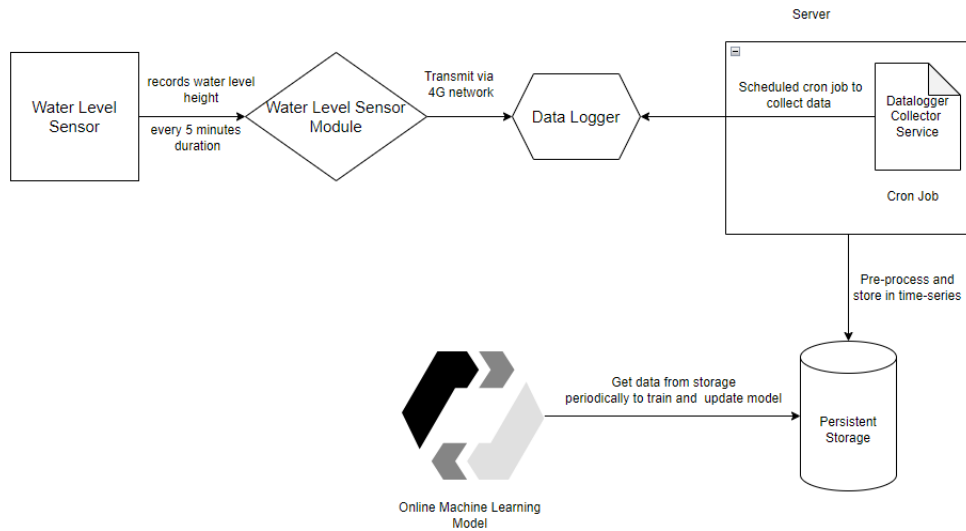 Server
Water Level
Sensor
records water level
height
every 5 minutes
duration
Water Level Sensor
Module
Transmit via
4G network
Data Logger
Scheduled cron job to
collect data
Datalogger
Collector
Service
Cron Job
Pre-process and
store in time-series
Get data from storage
periodically to train and update model
Persistent
Storage
Online Machine Learning
Model